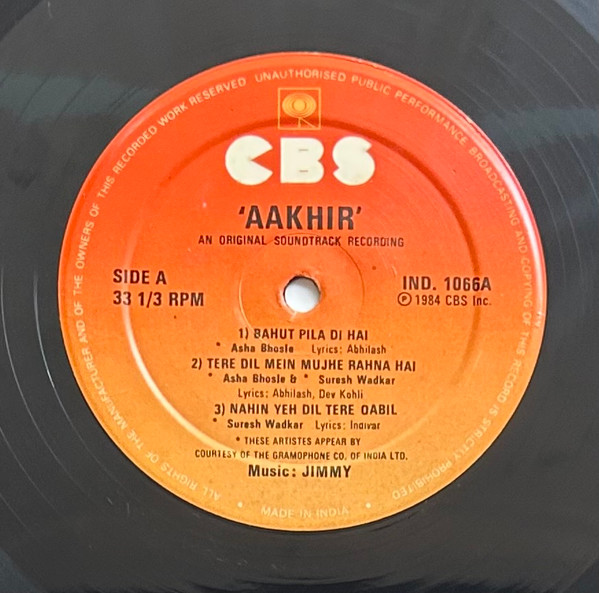 ALL RIGHTS OF THE MANUFACTURER AND OF THE OWNERS OF THIS RECORDED WORK RESERVED UNAUTHORISED PUBLIC PERFORMANCE BROADCASTING AND COPYING OF THIS RECORD IS STRICTLY PROHIBITED
CBS
'AAKHIR'
AN ORIGINAL SOUNDTRACK RECORDING
SIDE A
33 1/3 RPM
IND. 1066A
℗ 1984 CBS Inc.
1) BAHUT PILA DI HAI
* Asha Bhosle Lyrics: Abhilash
2) TERE DIL MEIN MUJHE RAHNA HAI
* Asha Bhosle & * Suresh Wadkar
Lyrics: Abhilash, Dev Kohli
3) NAHIN YEH DIL TERE QABIL
* Suresh Wadkar Lyrics: Indivar
* THESE ARTISTES APPEAR BY
COURTESY OF THE GRAMOPHONE CO. OF INDIA LTD.
Music: JIMMY
• MADE IN INDIA •